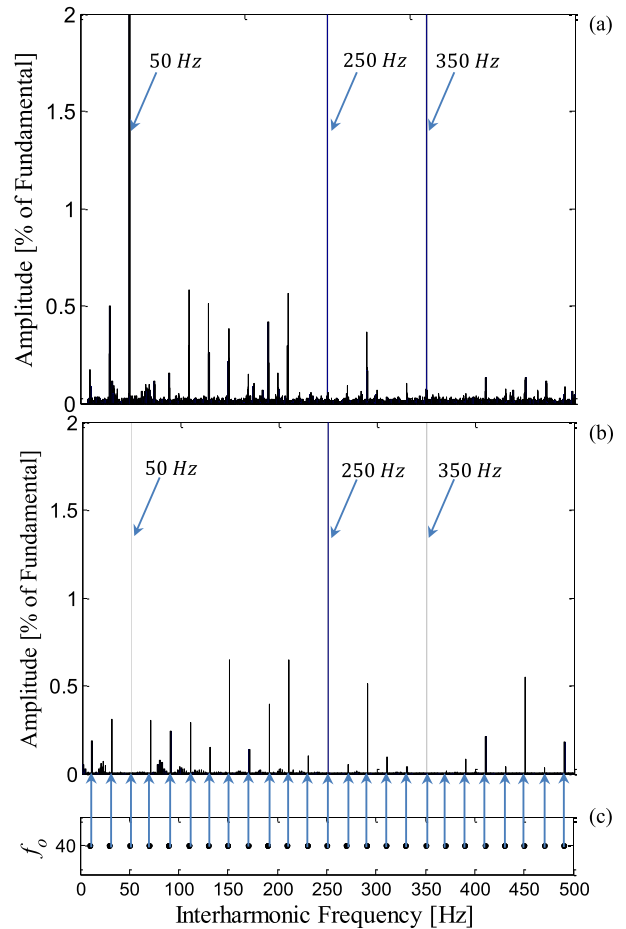 (a)
2
1.5
1
0.5
0
Amplitude [% of Fundamental]
50 Hz
250 Hz
350 Hz
(b)
2
1.5
1
0.5
0
Amplitude [% of Fundamental]
50 Hz
250 Hz
350 Hz
(c)
fo
40
0 50 100 150 200 250 300 350 400 450 500
Interharmonic Frequency [Hz]